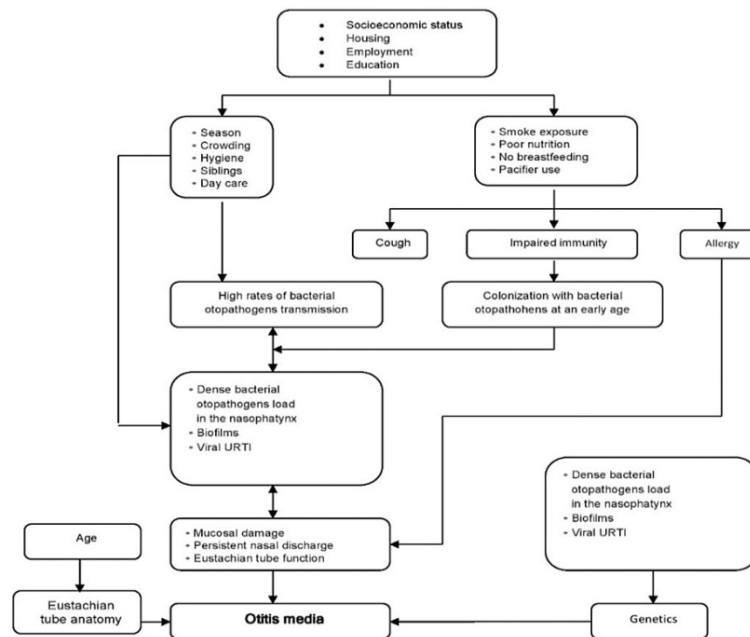 • Socioeconomic status
• Housing
• Employment
• Education
- Season
- Crowding
- Hygiene
- Siblings
- Day care
- Smoke exposure
- Poor nutrition
- No breastfeeding
- Pacifier use
Cough
Impaired immunity
Allergy
High rates of bacterial
otopathogens transmission
Colonization with bacterial
otopathohens at an early age
- Dense bacterial
otopathogens load
in the nasophatynx
- Biofilms
- Viral URTI
- Dense bacterial
otopathogens load
in the nasophatynx
- Biofilms
- Viral URTI
- Mucosal damage
- Persistent nasal discharge
- Eustachian tube function
Age
Eustachian
tube anatomy
Otitis media
Genetics